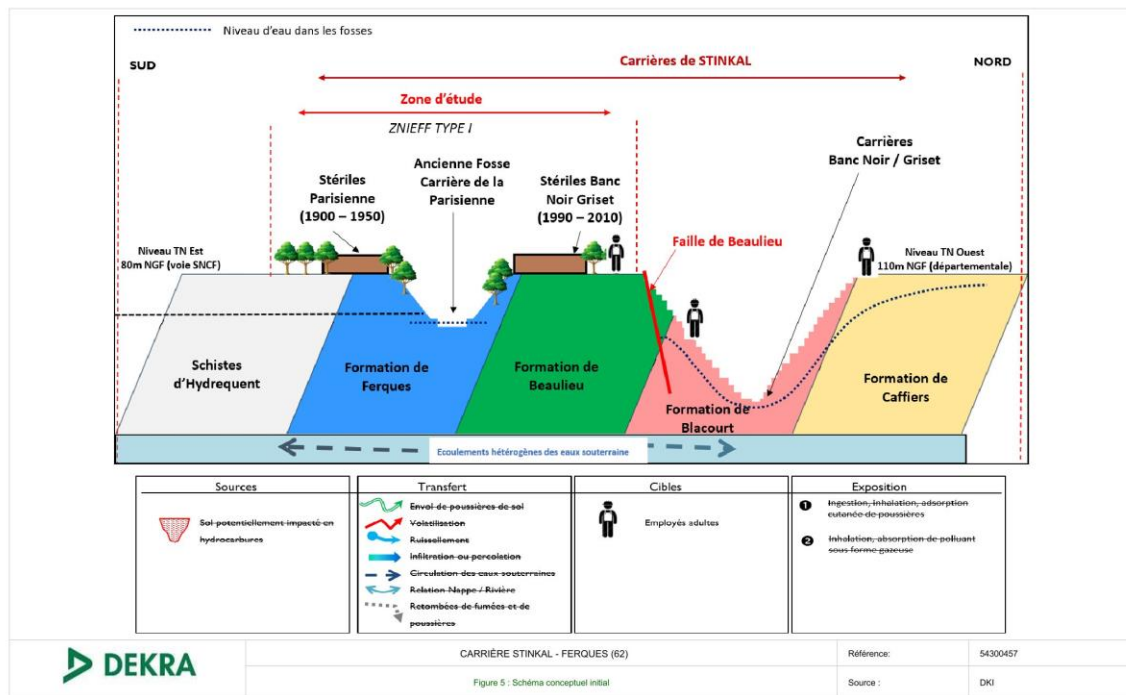 Niveau d'eau dans les fosses
SUD
Carrières de STINKAL
NORD
Zone d'étude
ZNIEFF TYPE I
Carrières
Banc Noir / Griset
Ancienne Fosse
Carrière de la
Parisienne
Stériles
Parisienne
(1900 – 1950)
Stériles Banc
Noir Griset
(1990 – 2010)
Faille de Beaulieu
Niveau TN Est
80m NGF (voie SNCF)
Niveau TN Ouest
110m NGF (départementale)
Schistes
d'Hydrequent
Formation de
Ferques
Formation de
Beaulieu
Formation de
Blacourt
Formation de
Caffiers
Ecoulements hétérogènes des eaux souterraine
Sources
Sol potentiellement impacté en
hydrocarbures
Transfert
Envol de poussières de sol
Volatilisation
Ruissellement
Infiltration ou percolation
Circulation des eaux souterraines
Relation Nappe / Rivière
Retombées de fumées et de
poussières
Cibles
Employés adultes
Exposition
1 Ingestion, inhalation, adsorption
cutanée de poussières
2 Inhalation, absorption de polluant
sous forme gazeuse
DEKRA
CARRIÈRE STINKAL - FERQUES (62)
Référence: 54300457
Figure 5 : Schéma conceptuel initial
Source : DKI